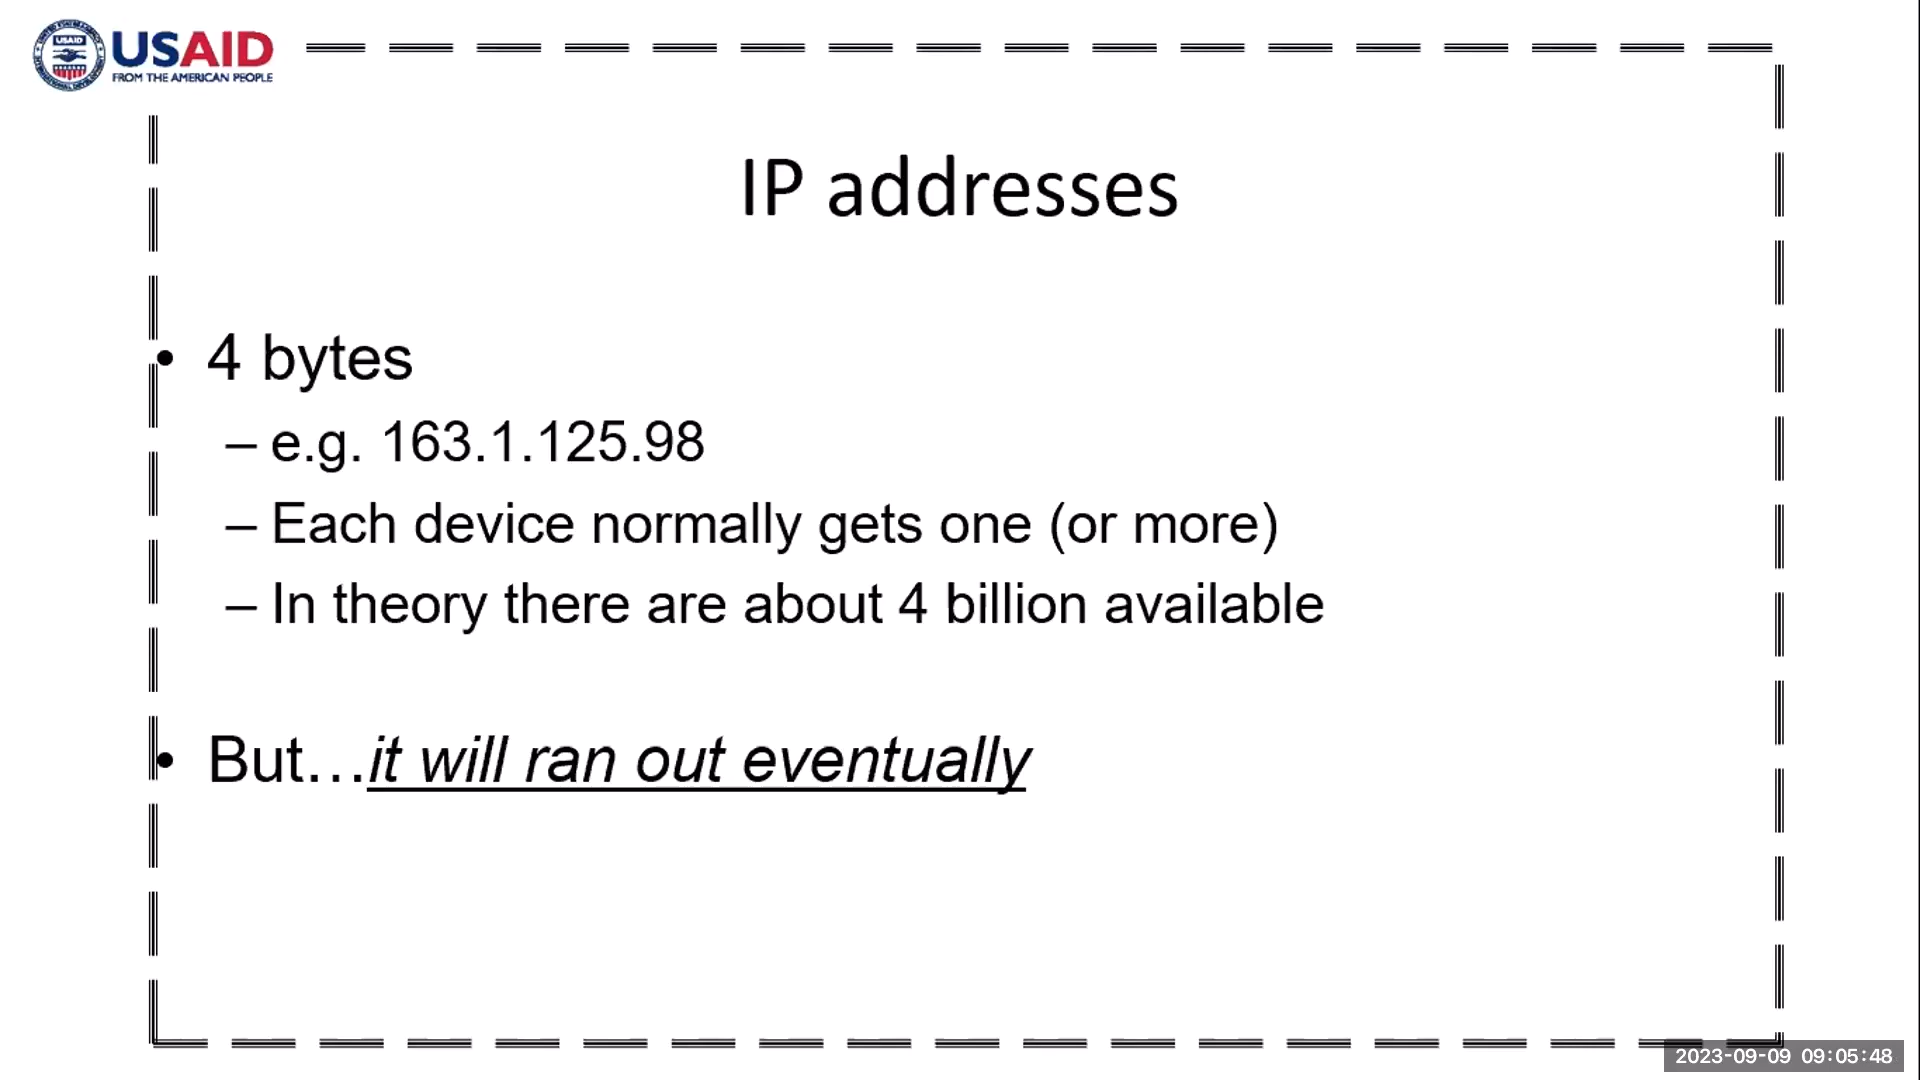 USAID
USAID
FROM THE AMERICAN PEOPLE
IP addresses
• 4 bytes
– e.g. 163.1.125.98
– Each device normally gets one (or more)
– In theory there are about 4 billion available
• But…it will ran out eventually
2023-09-09 09:05:48